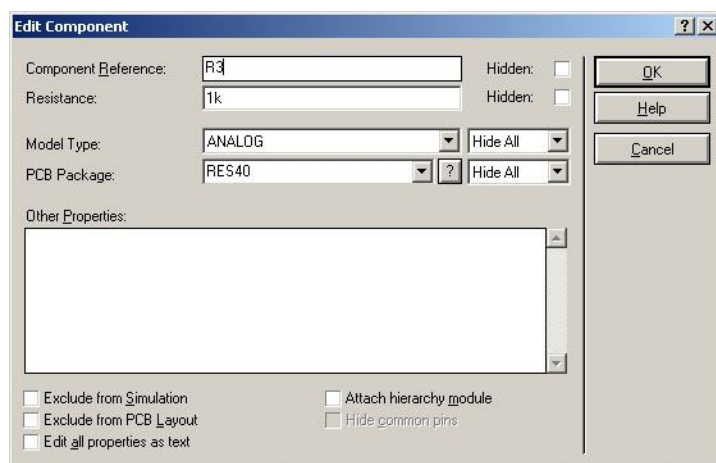 Edit Component
Component Reference: R3 Hidden:
Resistance: 1k Hidden:
Model Type: ANALOG Hide All
PCB Package: RES40 ? Hide All
Other Properties:
Exclude from Simulation
Exclude from PCB Layout
Edit all properties as text
Attach hierarchy module
Hide common pins
OK
Help
Cancel